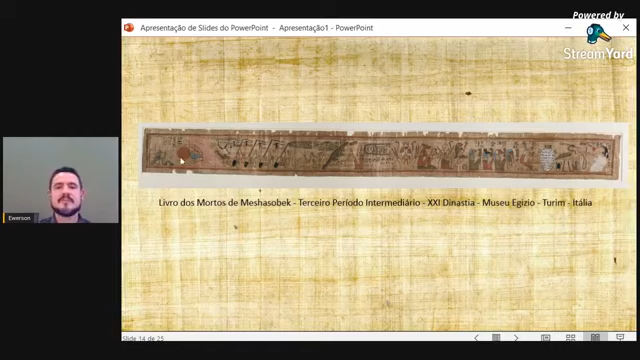 Apresentação de Slides do PowerPoint - Apresentação1 - PowerPoint
Powered by
StreamYard
Ewerson
Livro dos Mortos de Meshasobek - Terceiro Período Intermediário - XXI Dinastia - Museu Egizio - Turim - Itália
Slide 14 de 25